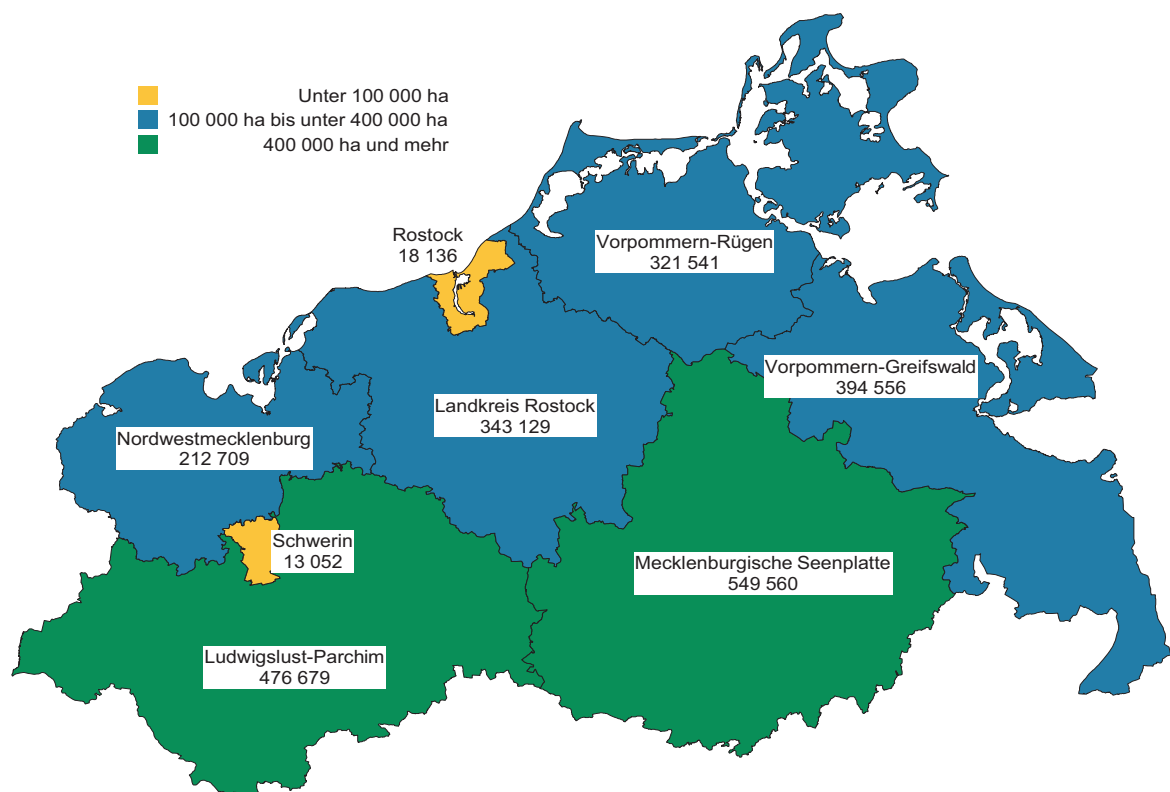 Unter 100 000 ha
100 000 ha bis unter 400 000 ha
400 000 ha und mehr
Rostock
18 136
Vorpommern-Rügen
321 541
Vorpommern-Greifswald
394 556
Landkreis Rostock
343 129
Nordwestmecklenburg
212 709
Schwerin
13 052
Mecklenburgische Seenplatte
549 560
Ludwigslust-Parchim
476 679